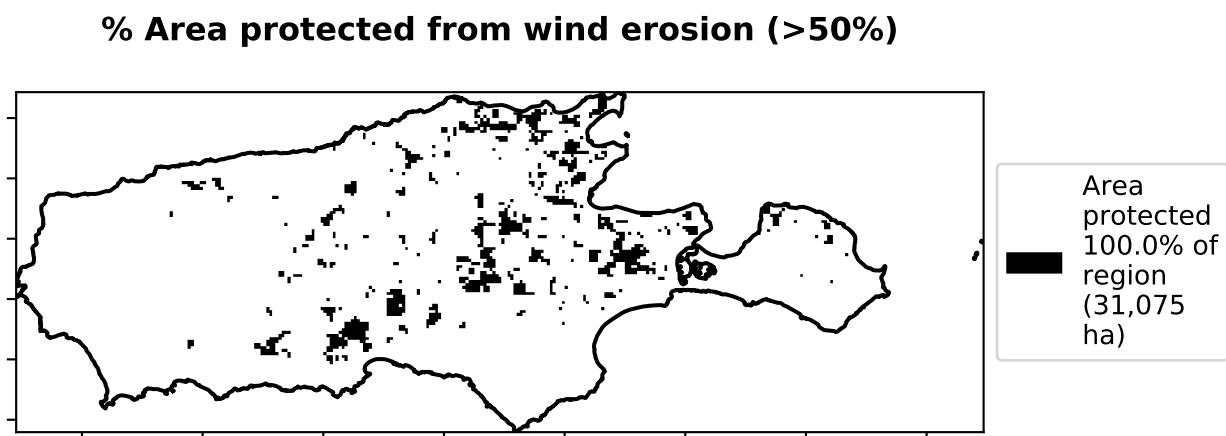 % Area protected from wind erosion (>50%)
Area
protected
100.0% of
region
(31,075
ha)